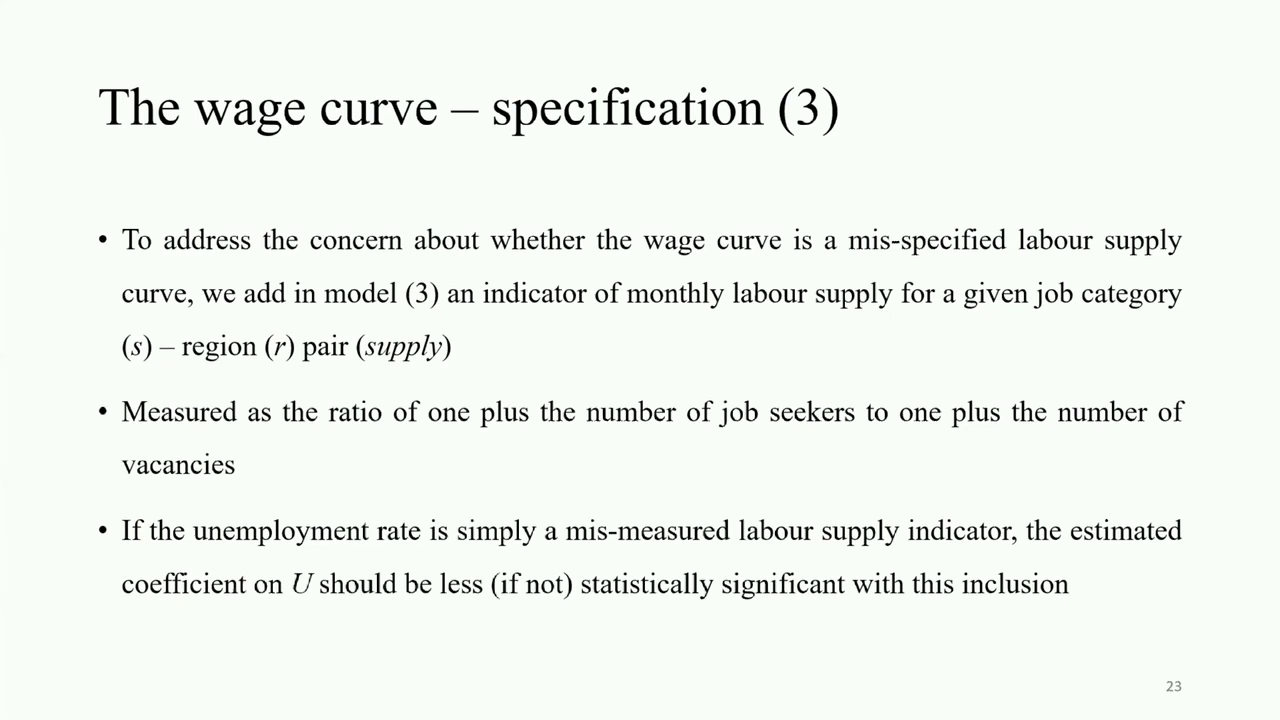 The wage curve – specification (3)
• To address the concern about whether the wage curve is a mis-specified labour supply
curve, we add in model (3) an indicator of monthly labour supply for a given job category
(s) – region (r) pair (supply)
• Measured as the ratio of one plus the number of job seekers to one plus the number of
vacancies
• If the unemployment rate is simply a mis-measured labour supply indicator, the estimated
coefficient on U should be less (if not) statistically significant with this inclusion
23